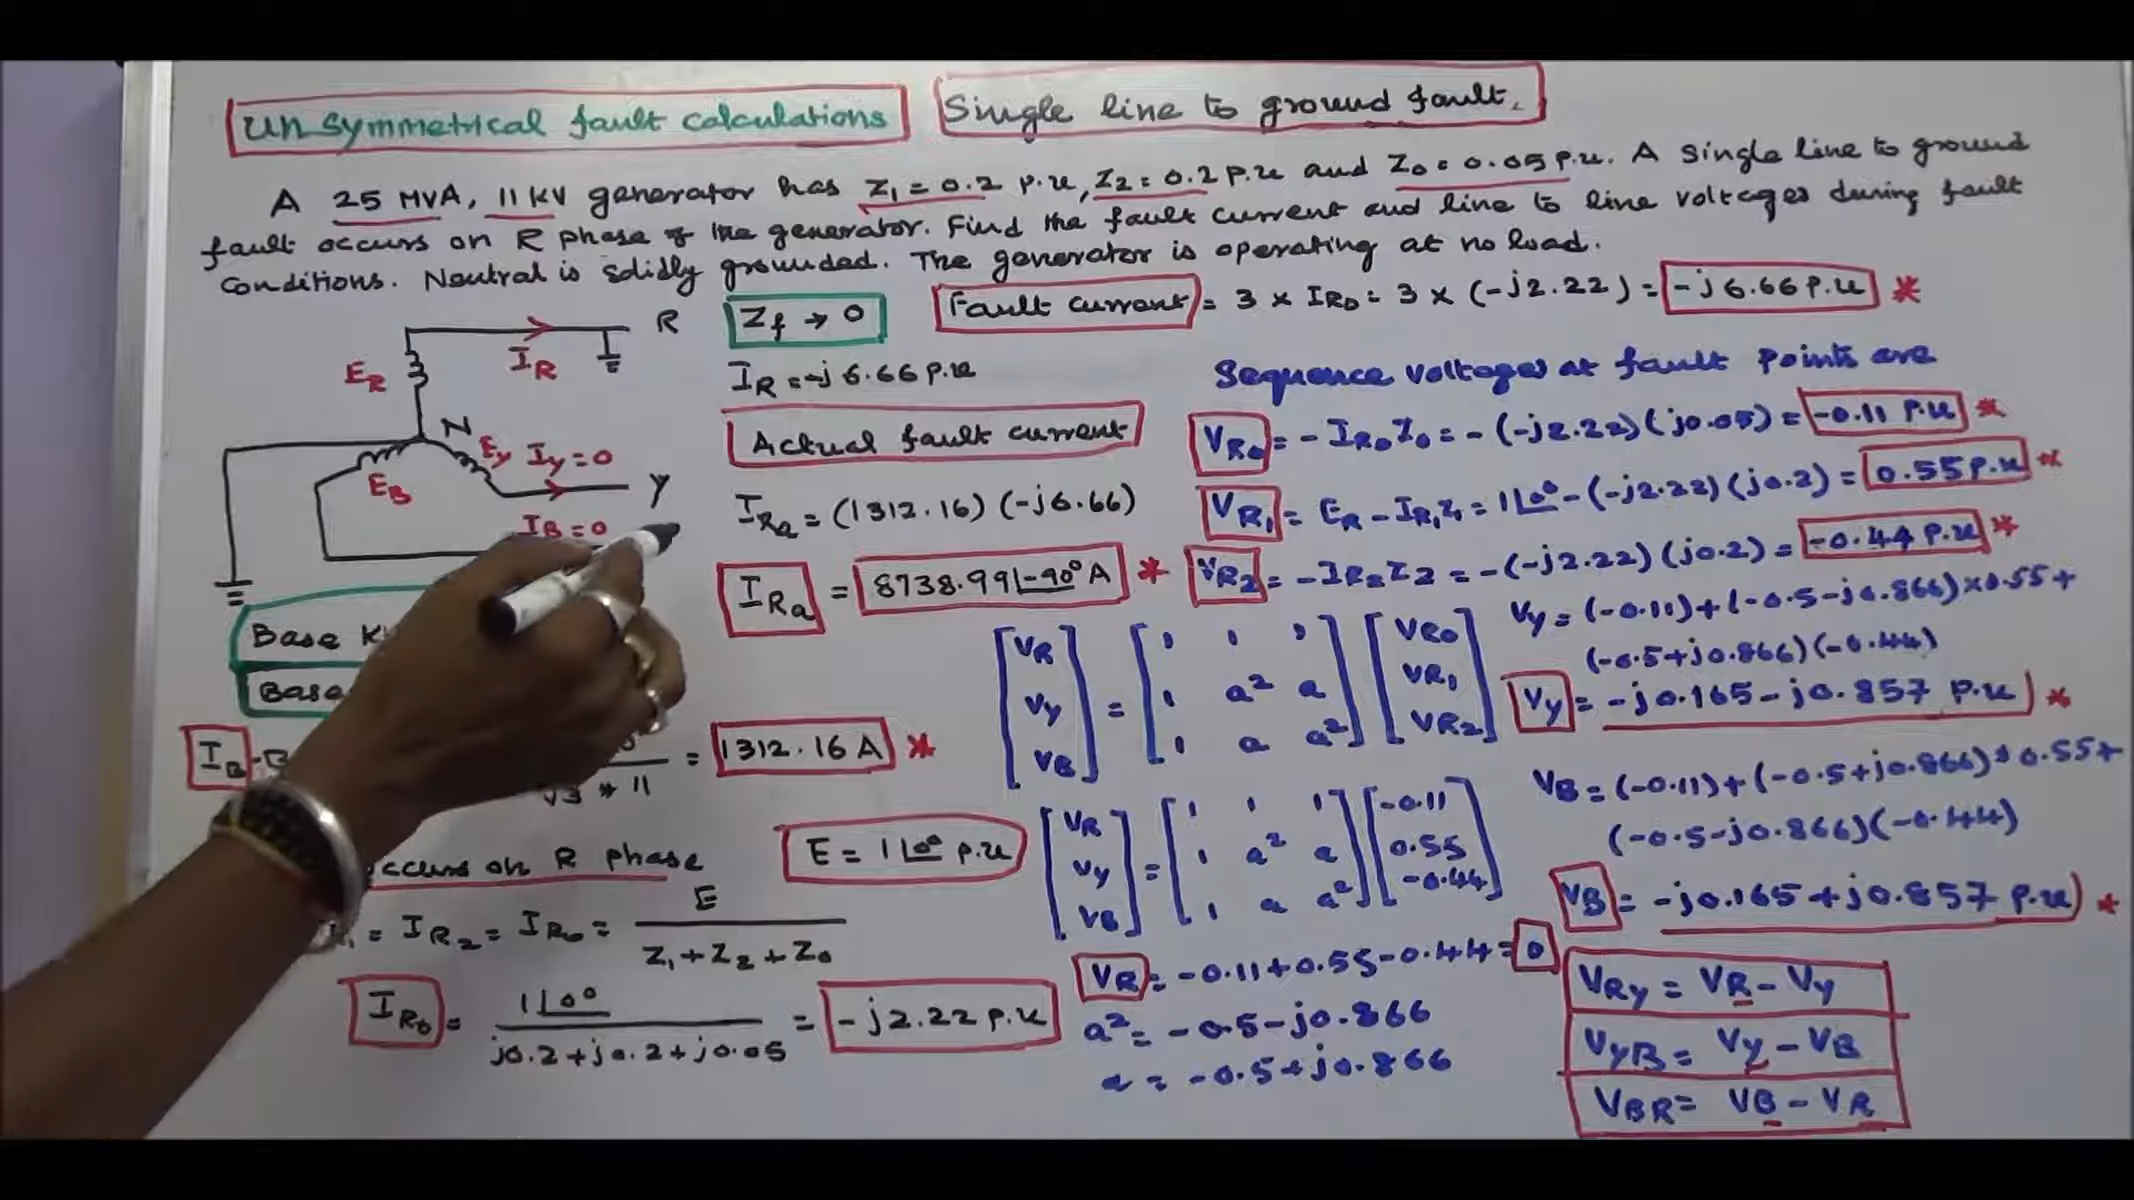 Unsymmetrical fault calculations
Single line to ground fault.
A 25 MVA, 11 kV generator has Z1 = 0.2 p.u, Z2 = 0.2 p.u and Z0 = 0.05 p.u. A single line to ground
fault occurs on R phase of the generator. Find the fault current and line to line voltages during fault
conditions. Neutral is solidly grounded. The generator is operating at no load.
Zf → 0
Fault current = 3 × IR0 = 3 × (-j2.22) = -j6.66 p.u *
R
ER
IR
N
Ey
Iy = 0
EB
Y
IB = 0
IR = -j6.66 p.u
Actual fault current
IRa = (1312.16) (-j6.66)
IRa = 8738.99∠-90° A *
Base
Base
IB
√3 * 11
= 1312.16 A *
occurs on R phase
E = 1∠0° p.u
= IR2 = IR0 = E / Z1 + Z2 + Z0
IR0 = 1∠0° / j0.2 + j0.2 + j0.05 = -j2.22 p.u
Sequence voltages at fault points are
VR0 = -IR0 Z0 = -(-j2.22) (j0.05) = -0.11 p.u *
VR1 = ER - IR1 Z1 = 1∠0° - (-j2.22) (j0.2) = 0.55 p.u *
VR2 = -IR2 Z2 = -(-j2.22) (j0.2) = -0.44 p.u *
[VR Vy VB] = [1 1 1; 1 a² a; 1 a a²] [VR0 VR1 VR2]
[VR Vy VB] = [1 1 1; 1 a² a; 1 a a²] [-0.11 0.55 -0.44]
VR = -0.11 + 0.55 - 0.44 = 0
a² = -0.5 - j0.866
a = -0.5 + j0.866
Vy = (-0.11) + (-0.5 - j0.866) × 0.55 +
(-0.5 + j0.866) (-0.44)
Vy = -j0.165 - j0.857 p.u *
VB = (-0.11) + (-0.5 + j0.866) * 0.55 +
(-0.5 - j0.866) (-0.44)
VB = -j0.165 + j0.857 p.u *
VRy = VR - Vy
VyB = Vy - VB
VBR = VB - VR